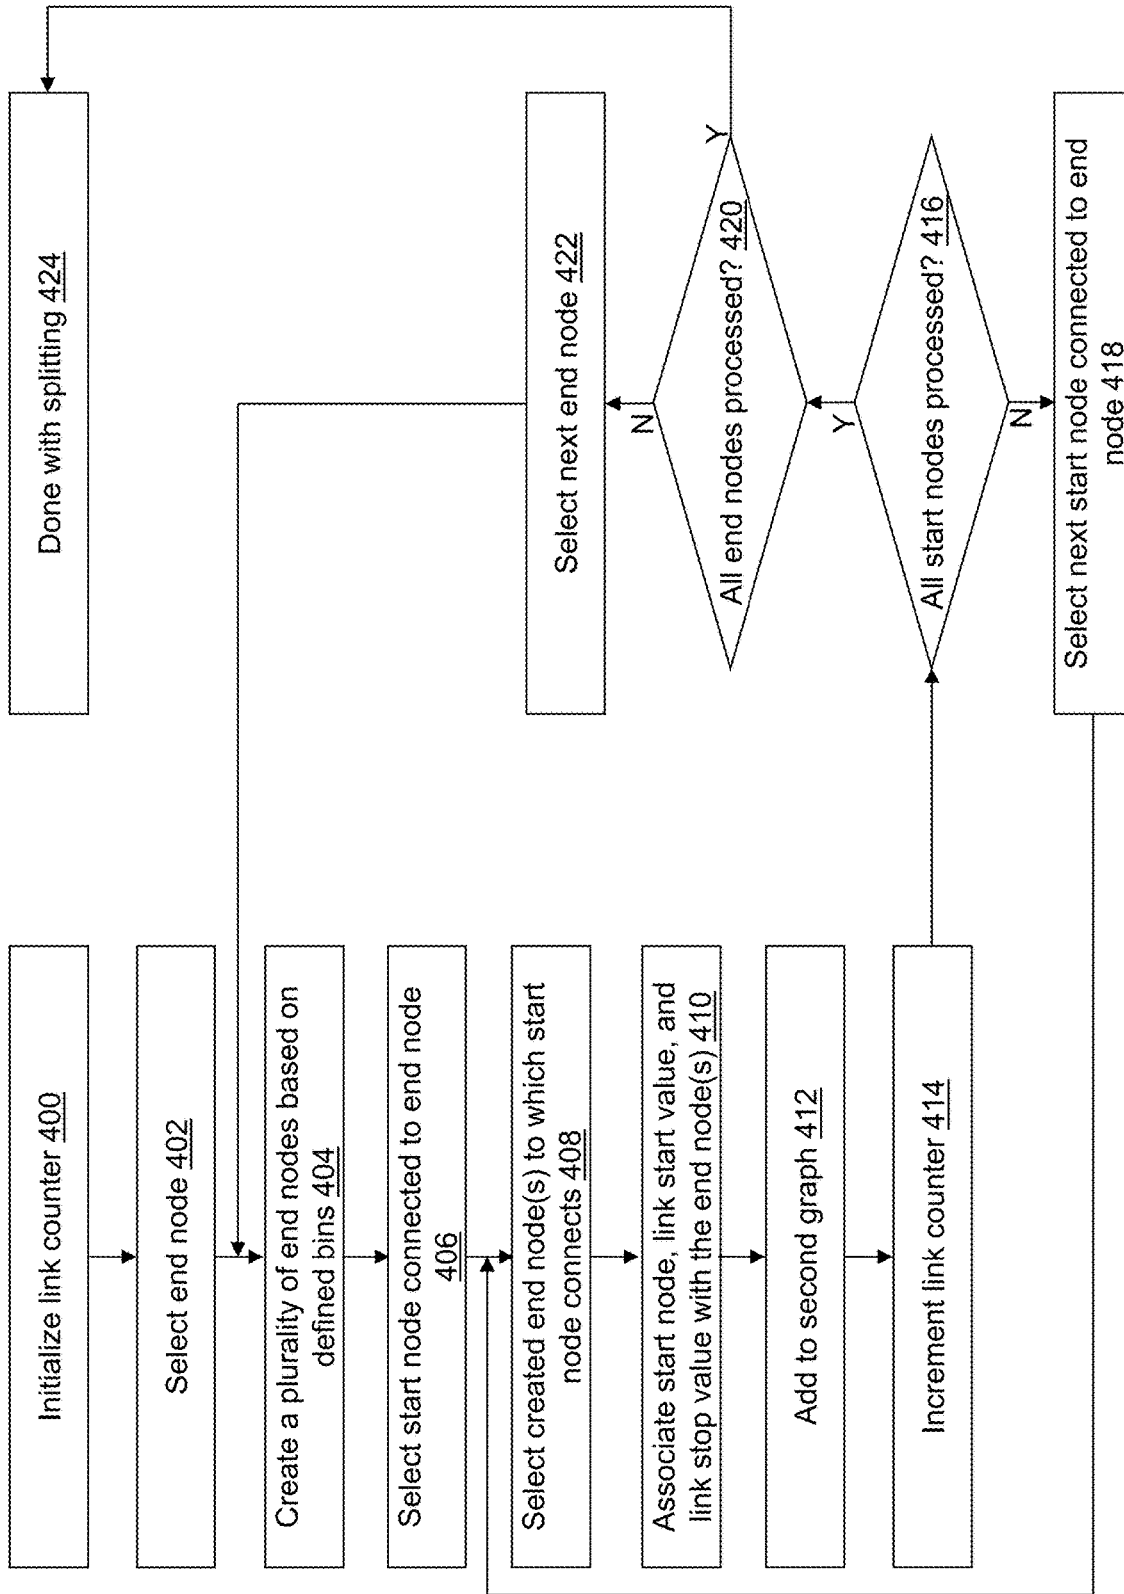 Initialize link counter 400
Select end node 402
Create a plurality of end nodes based on
defined bins 404
Select start node connected to end node
406
Select created end node(s) to which start
node connects 408
Associate start node, link start value, and
link stop value with the end node(s) 410
Add to second graph 412
Increment link counter 414
Done with splitting 424
Select next end node 422
N
All end nodes processed? 420
Y
Y
All start nodes processed? 416
N
Select next start node connected to end
node 418